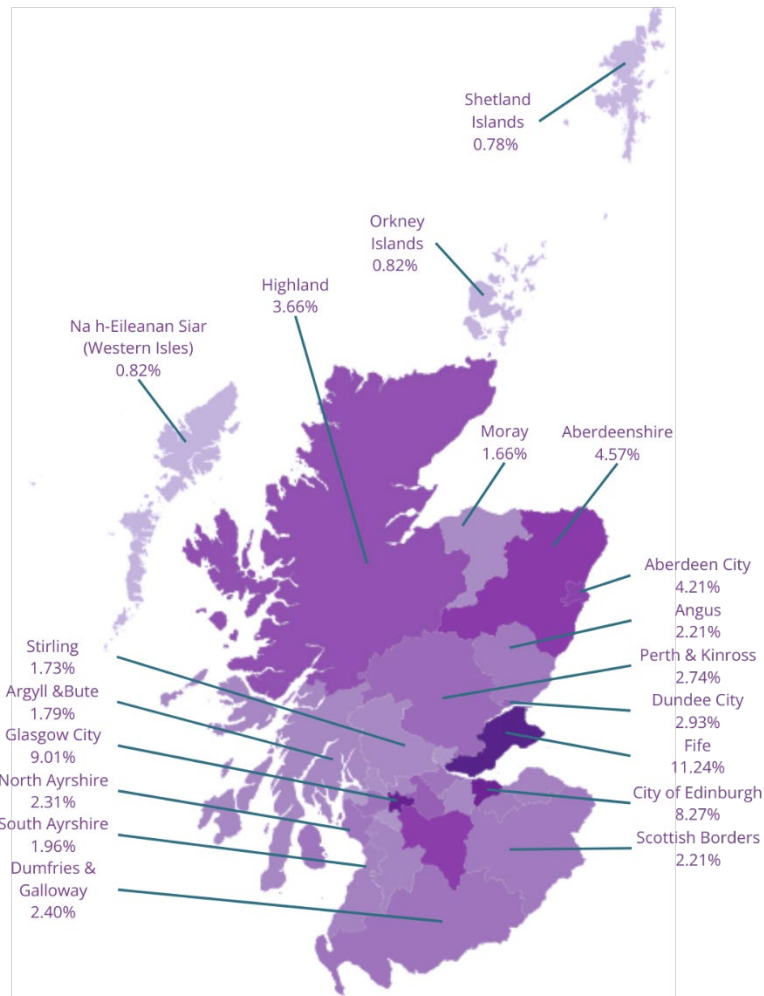 Shetland
Islands
0.78%
Orkney
Islands
0.82%
Highland
3.66%
Na h-Eileanan Siar
(Western Isles)
0.82%
Moray
1.66%
Aberdeenshire
4.57%
Aberdeen City
4.21%
Angus
2.21%
Perth & Kinross
2.74%
Dundee City
2.93%
Fife
11.24%
City of Edinburgh
8.27%
Scottish Borders
2.21%
Stirling
1.73%
Argyll &Bute
1.79%
Glasgow City
9.01%
North Ayrshire
2.31%
South Ayrshire
1.96%
Dumfries &
Galloway
2.40%